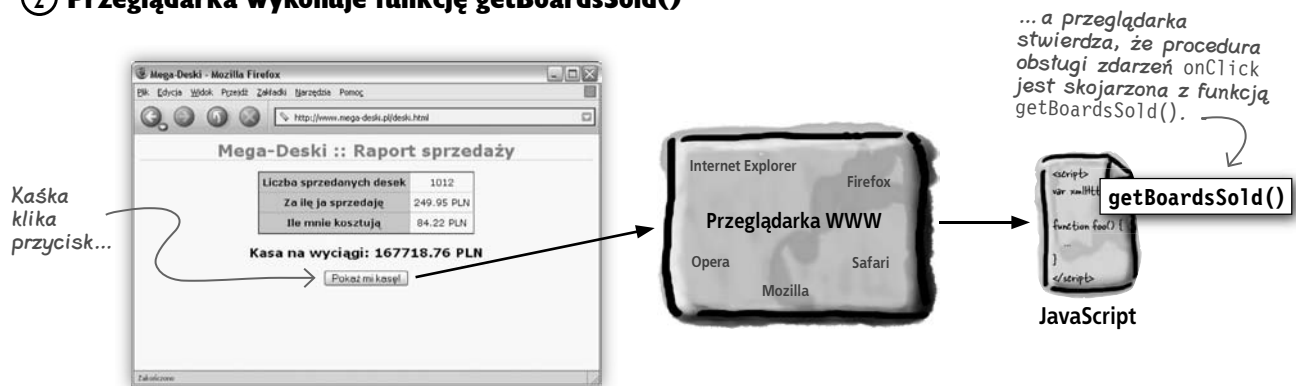 2 Przeglądarka wykonuje funkcję getBoardsSold()
...a przeglądarka
stwierdza, że procedura
obsługi zdarzeń onClick
jest skojarzona z funkcją
getBoardsSold().
Mega-Deski - Mozilla Firefox
Plik Edycja Widok Przejdź Zakładki Narzędzia Pomoc
http://www.mega-deski.pl/deski.html
Mega-Deski :: Raport sprzedaży
Liczba sprzedanych desek 1012
Za ilę ja sprzedaję 249.95 PLN
Ile mnie kosztują 84.22 PLN
Kasa na wyciągi: 167718.76 PLN
Pokaż mi kasę!
Zakończono
Kaśka
klika
przycisk...
Internet Explorer
Firefox
Przeglądarka WWW
Opera
Safari
Mozilla
<script>
var xmlHtt
getBoardsSold()
function foo() {
...
}
</script>
JavaScript